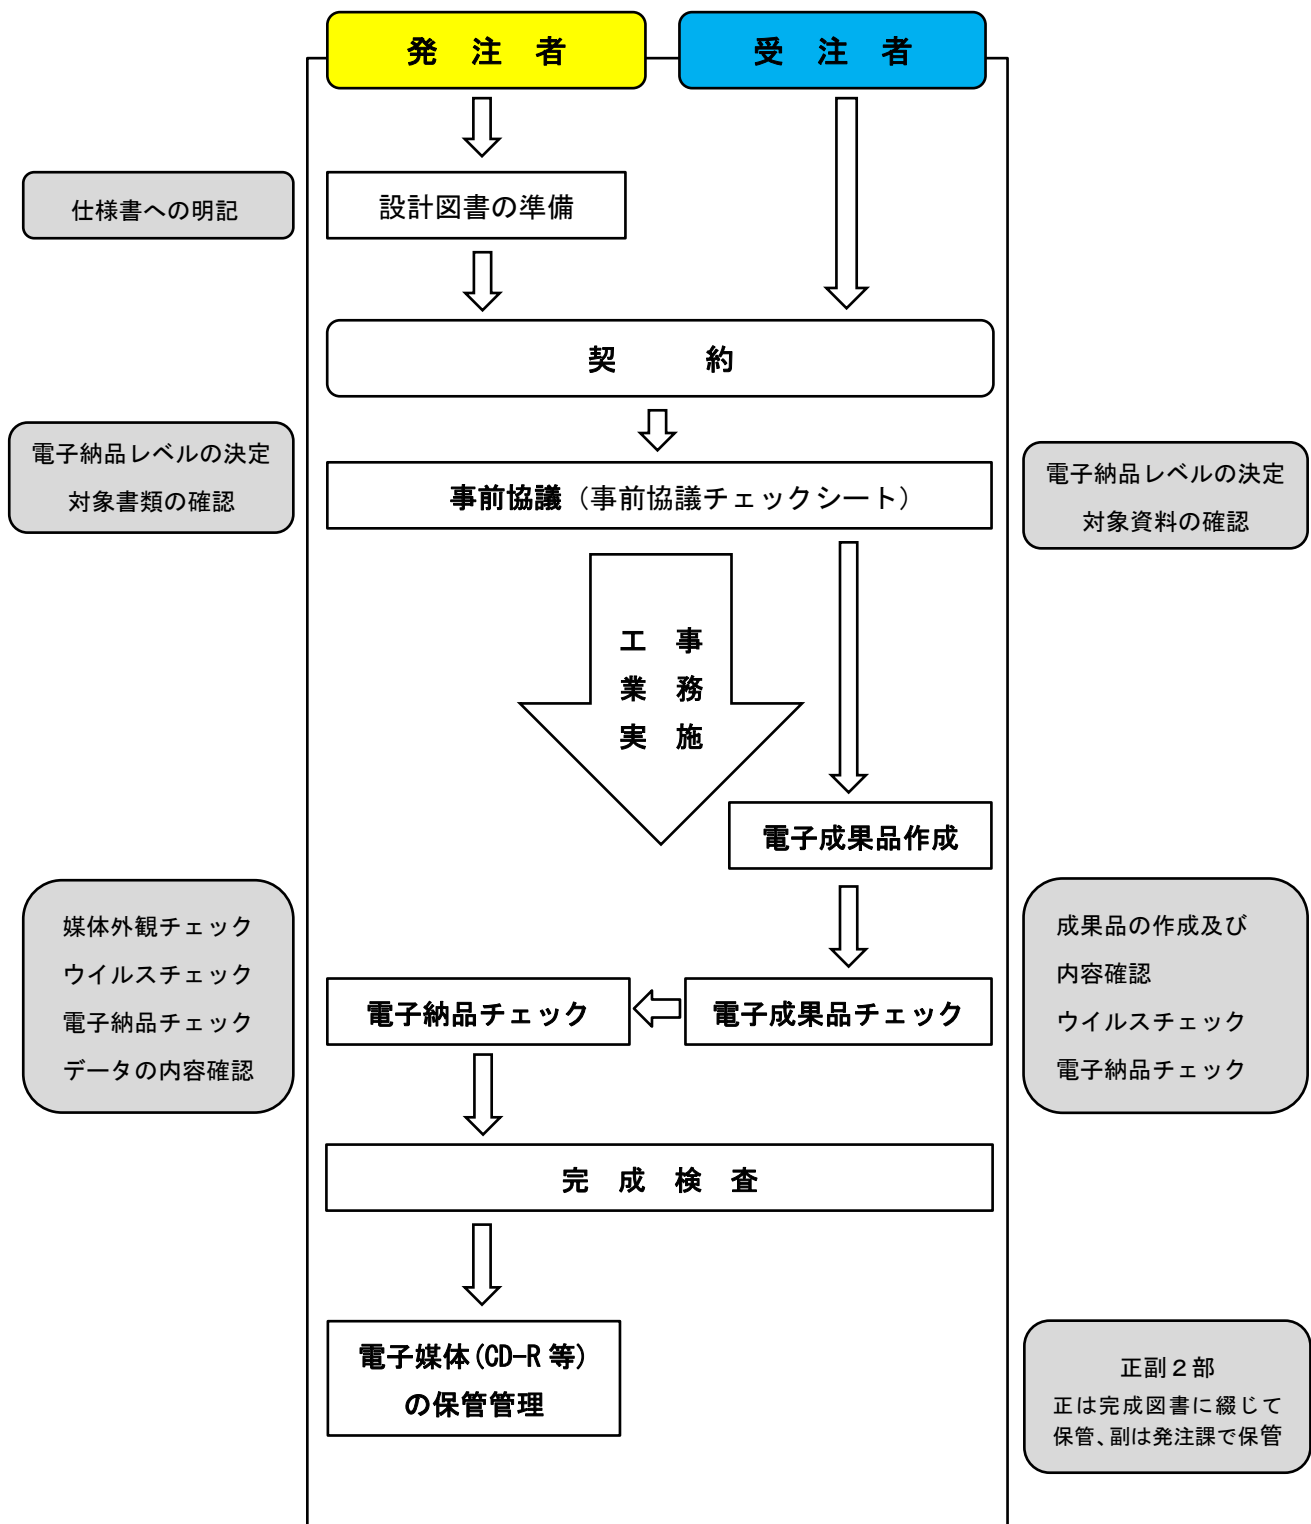 発　注　者
受　注　者
仕様書への明記
設計図書の準備
契　　　約
電子納品レベルの決定
対象書類の確認
事前協議（事前協議チェックシート）
電子納品レベルの決定
対象資料の確認
工　事
業　務
実　施
電子成果品作成
媒体外観チェック
ウイルスチェック
電子納品チェック
データの内容確認
電子納品チェック
電子成果品チェック
成果品の作成及び
内容確認
ウイルスチェック
電子納品チェック
完　成　検　査
電子媒体(CD-R 等)
の保管管理
正副２部
正は完成図書に綴じて
保管、副は発注課で保管